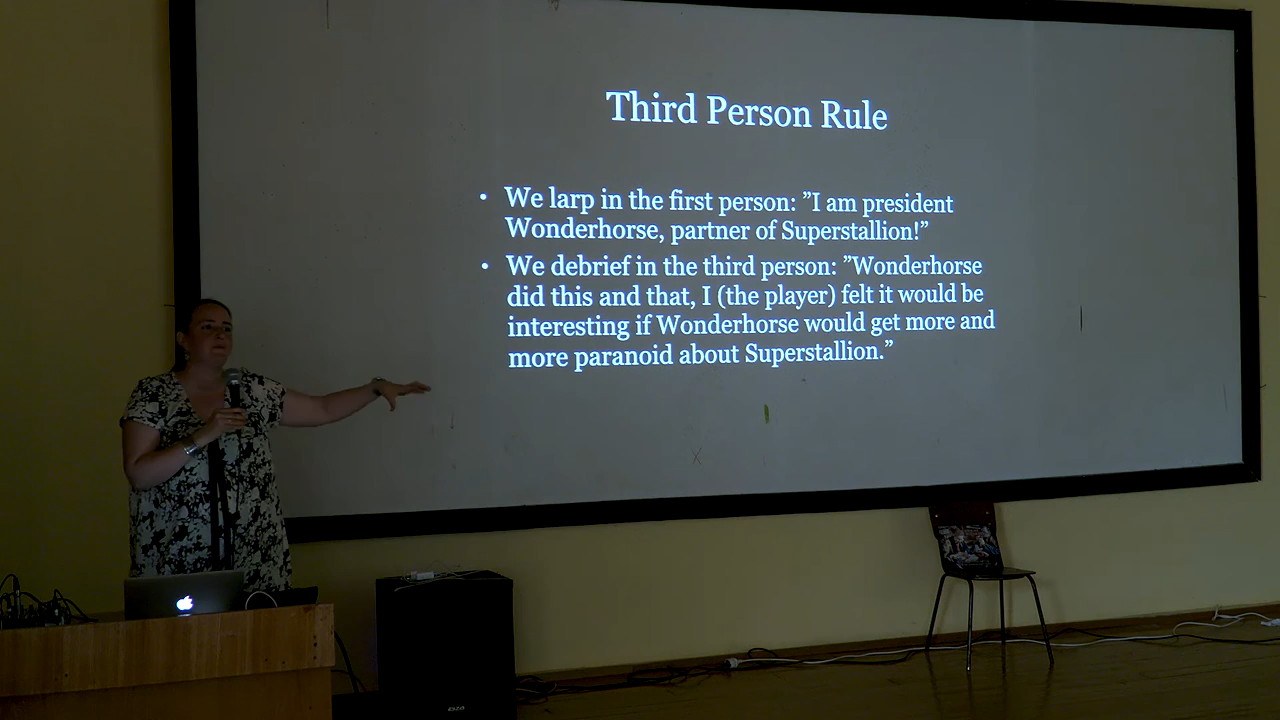 Third Person Rule
• We larp in the first person: ”I am president
Wonderhorse, partner of Superstallion!”
• We debrief in the third person: ”Wonderhorse
did this and that, I (the player) felt it would be
interesting if Wonderhorse would get more and
more paranoid about Superstallion.”